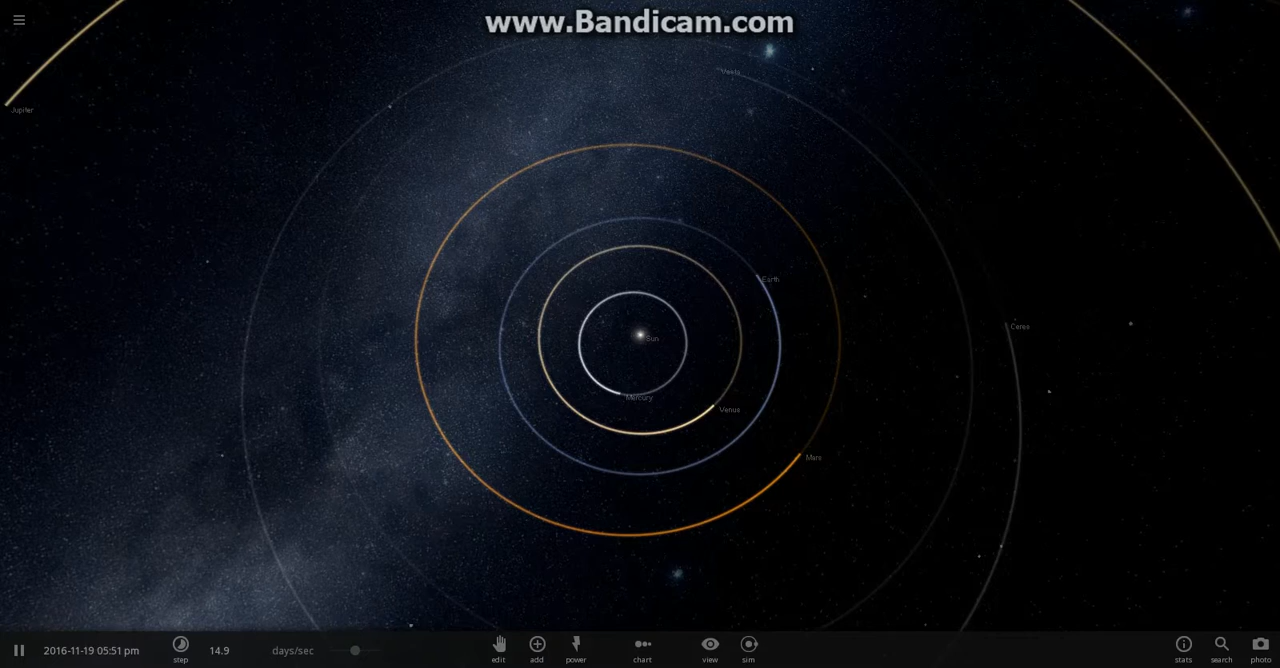 www.Bandicam.com
Vesta
Jupiter
Earth
Ceres
Sun
Mercury
Venus
Mars
2016-11-19 05:51 pm
step
14.9
days/sec
edit
add
power
chart
view
sim
stats
search
photo